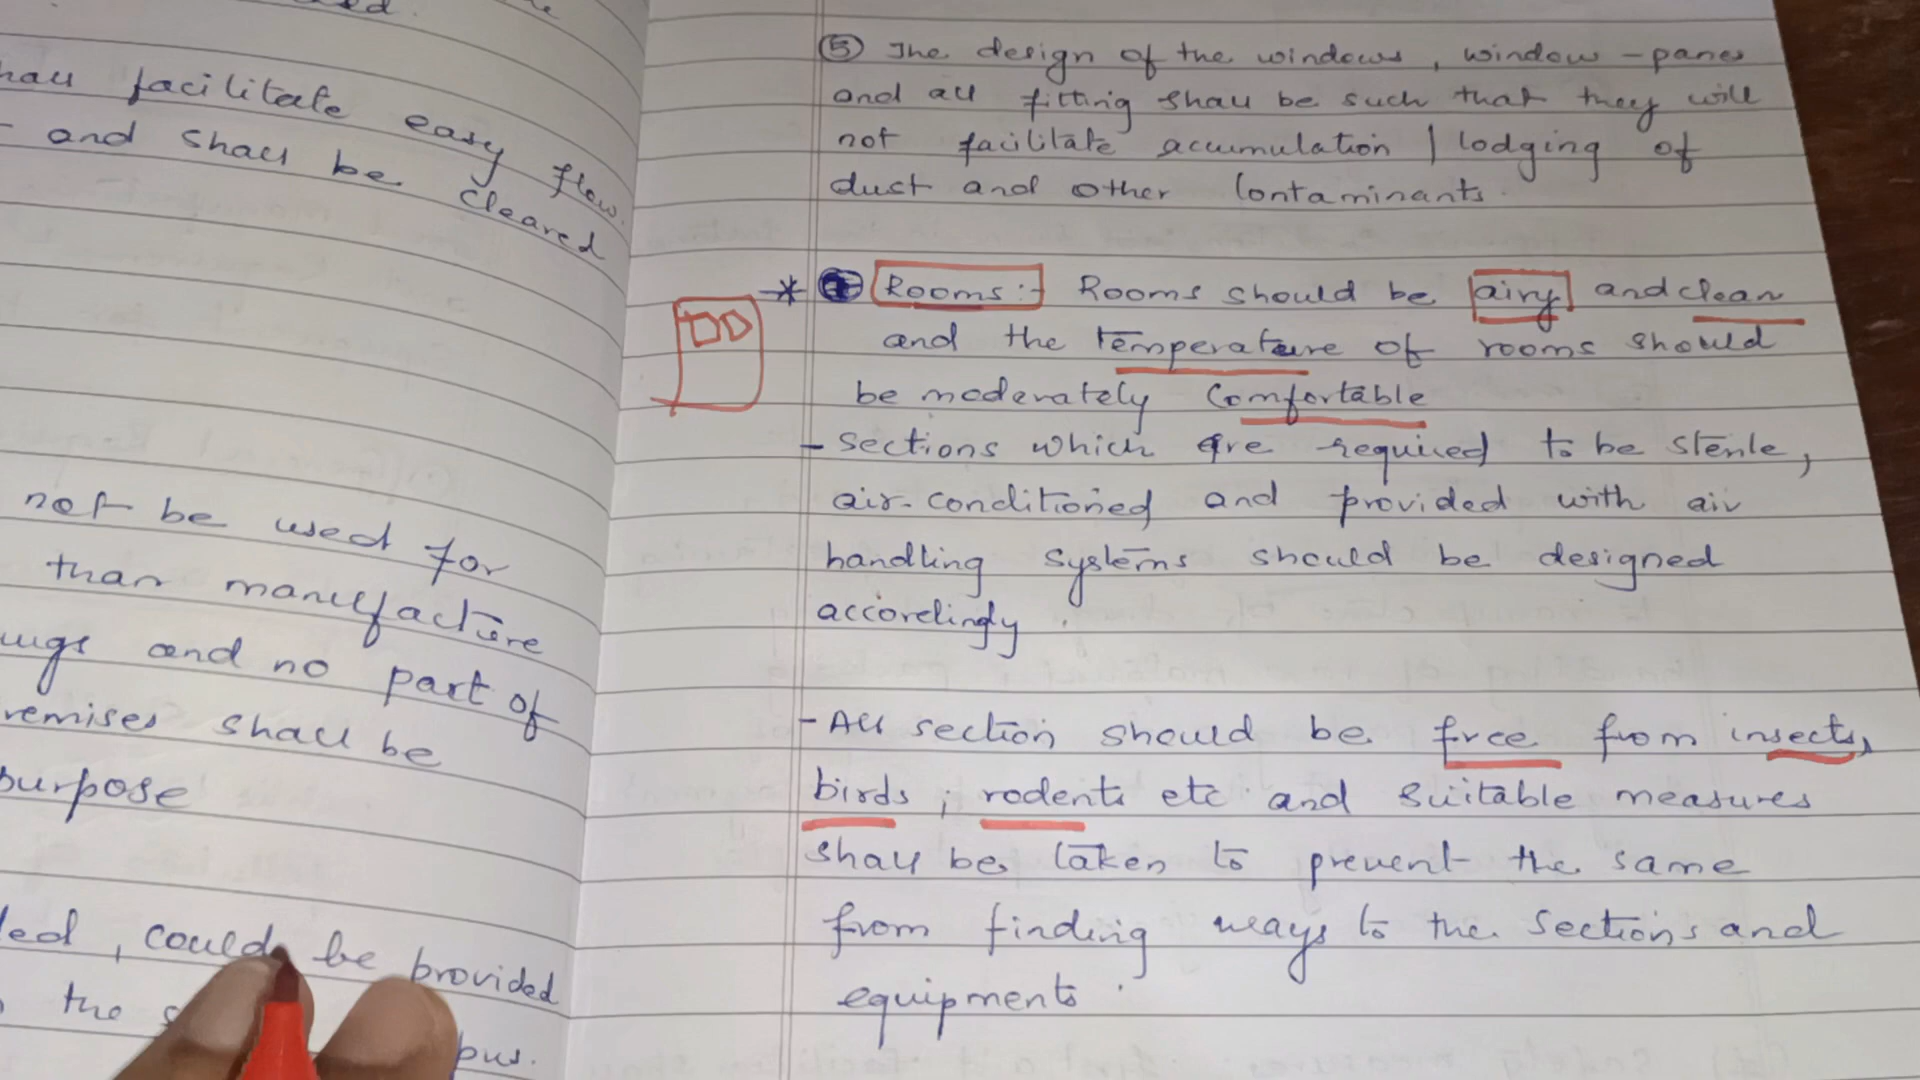 hall facilitate easy flow.
and shall be cleared
not be used for
than manufacture
ugs and no part of
remises shall be
purpose
ded, could be provided
the
pus.
⑤ The design of the windows, window-panes
and all fitting shall be such that they will
not facilitate accumulation / lodging of
dust and other contaminants.
* Rooms:- Rooms should be airy and clean
and the temperature of rooms should
be moderately comfortable
- Sections which are required to be sterile,
air-conditioned and provided with air
handling systems should be designed
accordingly.
- All section should be free from insects,
birds, rodents etc. and suitable measures
shall be taken to prevent the same
from finding ways to the sections and
equipments.